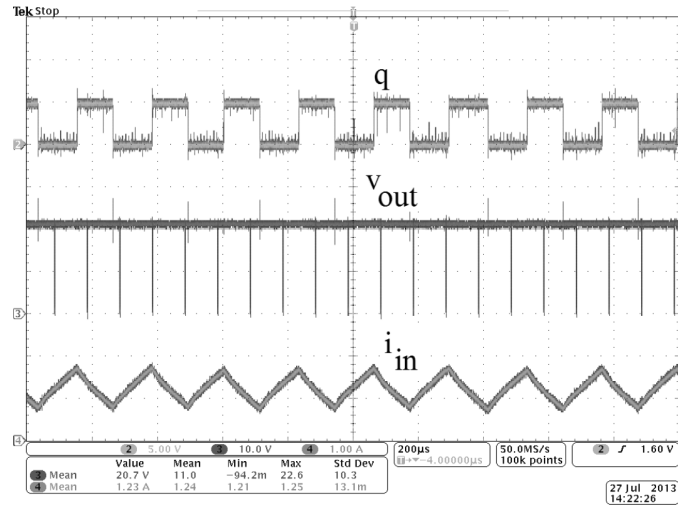 Tek Stop
q
2
v out
3
i in
4
2 5.00 V 3 10.0 V 4 1.00 A
200µs
T→▼−4.00000µs
50.0MS/s
100k points
2 1.60 V
Value Mean Min Max Std Dev
3 Mean 20.7 V 11.0 −94.2m 22.6 10.3
4 Mean 1.23 A 1.24 1.21 1.25 13.1m
27 Jul 2013
14:22:26